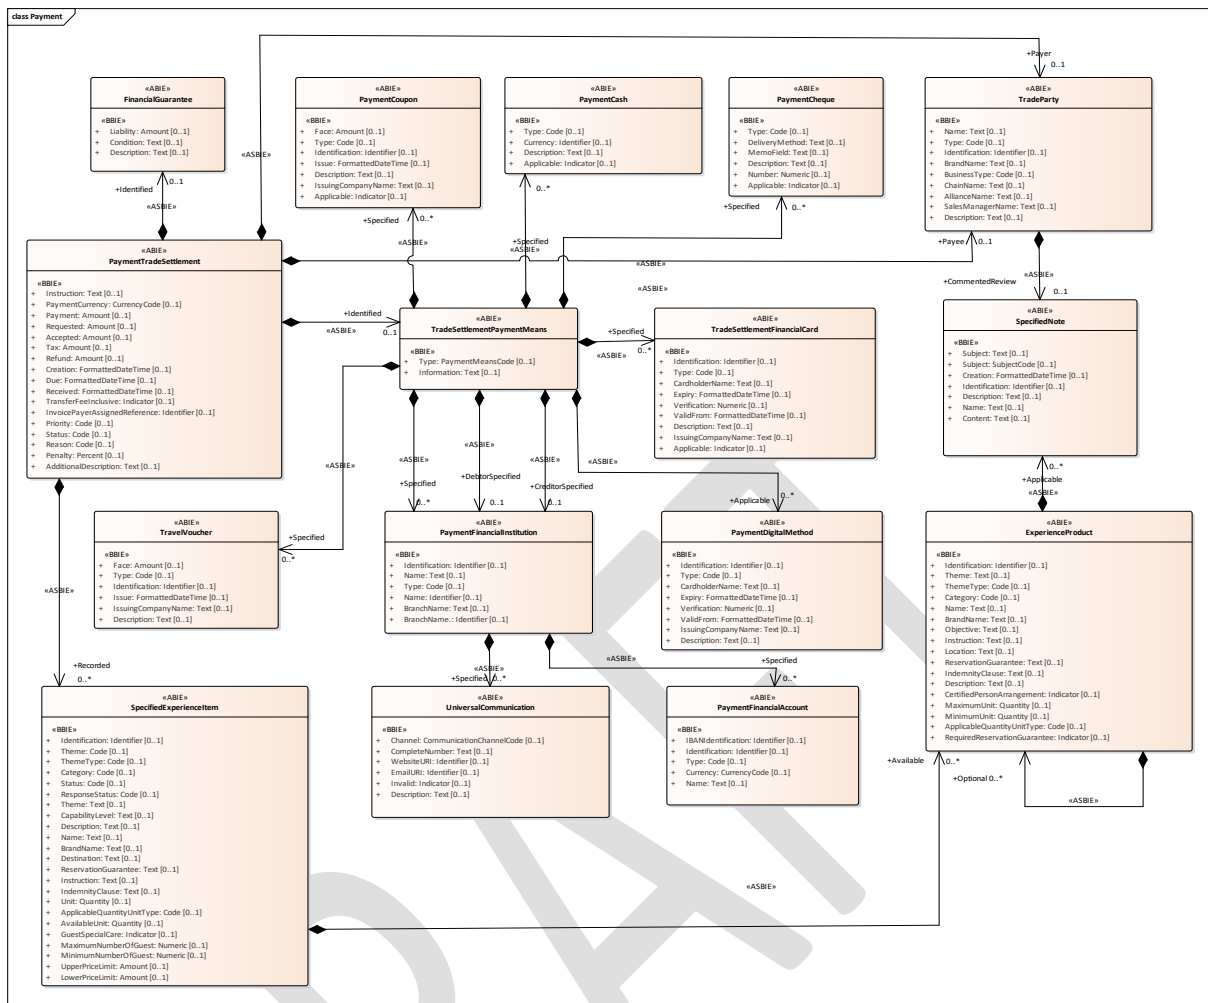 class Payment
+Payer
0..1
«ABIE»
FinancialGuarantee
«BBIE»
+ Liability: Amount [0..1]
+ Condition: Text [0..1]
+ Description: Text [0..1]
«ABIE»
PaymentCoupon
«BBIE»
+ Face: Amount [0..1]
+ Type: Code [0..1]
+ Identification: Identifier [0..1]
+ Issue: FormattedDateTime [0..1]
+ Description: Text [0..1]
+ IssuingCompanyName: Text [0..1]
+ Applicable: Indicator [0..1]
«ABIE»
PaymentCash
«BBIE»
+ Type: Code [0..1]
+ Currency: Identifier [0..1]
+ Description: Text [0..1]
+ Applicable: Indicator [0..1]
«ABIE»
PaymentCheque
«BBIE»
+ Type: Code [0..1]
+ DeliveryMethod: Text [0..1]
+ MemoField: Text [0..1]
+ Description: Text [0..1]
+ Number: Numeric [0..1]
+ Applicable: Indicator [0..1]
«ABIE»
TradeParty
«BBIE»
+ Name: Text [0..1]
+ Type: Code [0..1]
+ Identification: Identifier [0..1]
+ BrandName: Text [0..1]
+ BusinessType: Code [0..1]
+ ChainName: Text [0..1]
+ AllianceName: Text [0..1]
+ SalesManagerName: Text [0..1]
+ Description: Text [0..1]
«ASBIE»
+Identified
0..1
«ASBIE»
+Specified
0..*
«ASBIE»
0..*
+Specified
«ASBIE»
+Specified
0..*
«ASBIE»
+Payee
0..1
«ASBIE»
+CommentedReview
0..1
«ABIE»
PaymentTradeSettlement
«BBIE»
+ Instruction: Text [0..1]
+ PaymentCurrency: CurrencyCode [0..1]
+ Payment: Amount [0..1]
+ Requested: Amount [0..1]
+ Accepted: Amount [0..1]
+ Tax: Amount [0..1]
+ Refund: Amount [0..1]
+ Creation: FormattedDateTime [0..1]
+ Due: FormattedDateTime [0..1]
+ Received: FormattedDateTime [0..1]
+ TransferFeeInclusive: Indicator [0..1]
+ InvoicePayerAssignedReference: Identifier [0..1]
+ Priority: Code [0..1]
+ Status: Code [0..1]
+ Reason: Code [0..1]
+ Penalty: Percent [0..1]
+ AdditionalDescription: Text [0..1]
«ASBIE»
+Identified
0..1
«ASBIE»
«ABIE»
TradeSettlementPaymentMeans
«BBIE»
+ Type: PaymentMeansCode [0..1]
+ Information: Text [0..1]
+Specified
0..*
«ASBIE»
«ABIE»
TradeSettlementFinancialCard
«BBIE»
+ Identification: Identifier [0..1]
+ Type: Code [0..1]
+ CardholderName: Text [0..1]
+ Expiry: FormattedDateTime [0..1]
+ Verification: Numeric [0..1]
+ ValidFrom: FormattedDateTime [0..1]
+ Description: Text [0..1]
+ IssuingCompanyName: Text [0..1]
+ Applicable: Indicator [0..1]
«ABIE»
SpecifiedNote
«BBIE»
+ Subject: Text [0..1]
+ Subject: SubjectCode [0..1]
+ Creation: FormattedDateTime [0..1]
+ Identification: Identifier [0..1]
+ Description: Text [0..1]
+ Name: Text [0..1]
+ Content: Text [0..1]
«ASBIE»
+Specified
0..*
«ASBIE»
+Specified
0..*
«ASBIE»
+DebtorSpecified
0..1
«ASBIE»
+CreditorSpecified
0..1
«ASBIE»
+Applicable
0..*
0..*
+Applicable
«ASBIE»
«ABIE»
TravelVoucher
«BBIE»
+ Face: Amount [0..1]
+ Type: Code [0..1]
+ Identification: Identifier [0..1]
+ Issue: FormattedDateTime [0..1]
+ IssuingCompanyName: Text [0..1]
+ Description: Text [0..1]
«ABIE»
PaymentFinancialInstitution
«BBIE»
+ Identification: Identifier [0..1]
+ Name: Text [0..1]
+ Type: Code [0..1]
+ Name: Identifier [0..1]
+ BranchName: Text [0..1]
+ BranchName.: Identifier [0..1]
«ABIE»
PaymentDigitalMethod
«BBIE»
+ Identification: Identifier [0..1]
+ Type: Code [0..1]
+ CardholderName: Text [0..1]
+ Expiry: FormattedDateTime [0..1]
+ Verification: Numeric [0..1]
+ ValidFrom: FormattedDateTime [0..1]
+ IssuingCompanyName: Text [0..1]
+ Description: Text [0..1]
«ABIE»
ExperienceProduct
«BBIE»
+ Identification: Identifier [0..1]
+ Theme: Text [0..1]
+ ThemeType: Code [0..1]
+ Category: Code [0..1]
+ Name: Text [0..1]
+ BrandName: Text [0..1]
+ Objective: Text [0..1]
+ Instruction: Text [0..1]
+ Location: Text [0..1]
+ ReservationGuarantee: Text [0..1]
+ IndemnityClause: Text [0..1]
+ Description: Text [0..1]
+ CertifiedPersonArrangement: Indicator [0..1]
+ MaximumUnit: Quantity [0..1]
+ MinimumUnit: Quantity [0..1]
+ ApplicableQuantityUnitType: Code [0..1]
+ RequiredReservationGuarantee: Indicator [0..1]
«ASBIE»
+Recorded
0..*
«ASBIE»
+Specified
0..*
«ASBIE»
+Specified
0..*
«ABIE»
SpecifiedExperienceItem
«BBIE»
+ Identification: Identifier [0..1]
+ Theme: Code [0..1]
+ ThemeType: Code [0..1]
+ Category: Code [0..1]
+ Status: Code [0..1]
+ ResponseStatus: Code [0..1]
+ Theme: Text [0..1]
+ CapabilityLevel: Text [0..1]
+ Description: Text [0..1]
+ Name: Text [0..1]
+ BrandName: Text [0..1]
+ Destination: Text [0..1]
+ ReservationGuarantee: Text [0..1]
+ Instruction: Text [0..1]
+ IndemnityClause: Text [0..1]
+ Unit: Quantity [0..1]
+ ApplicableQuantityUnitType: Code [0..1]
+ AvailableUnit: Quantity [0..1]
+ GuestSpecialCare: Indicator [0..1]
+ MaximumNumberOfGuest: Numeric [0..1]
+ MinimumNumberOfGuest: Numeric [0..1]
+ UpperPriceLimit: Amount [0..1]
+ LowerPriceLimit: Amount [0..1]
«ABIE»
UniversalCommunication
«BBIE»
+ Channel: CommunicationChannelCode [0..1]
+ CompleteNumber: Text [0..1]
+ WebsiteURI: Identifier [0..1]
+ EmailURI: Identifier [0..1]
+ Invalid: Indicator [0..1]
+ Description: Text [0..1]
«ABIE»
PaymentFinancialAccount
«BBIE»
+ IBANIdentification: Identifier [0..1]
+ Identification: Identifier [0..1]
+ Type: Code [0..1]
+ Currency: CurrencyCode [0..1]
+ Name: Text [0..1]
+Available
0..*
+Optional 0..*
«ASBIE»
«ASBIE»
DRAFT